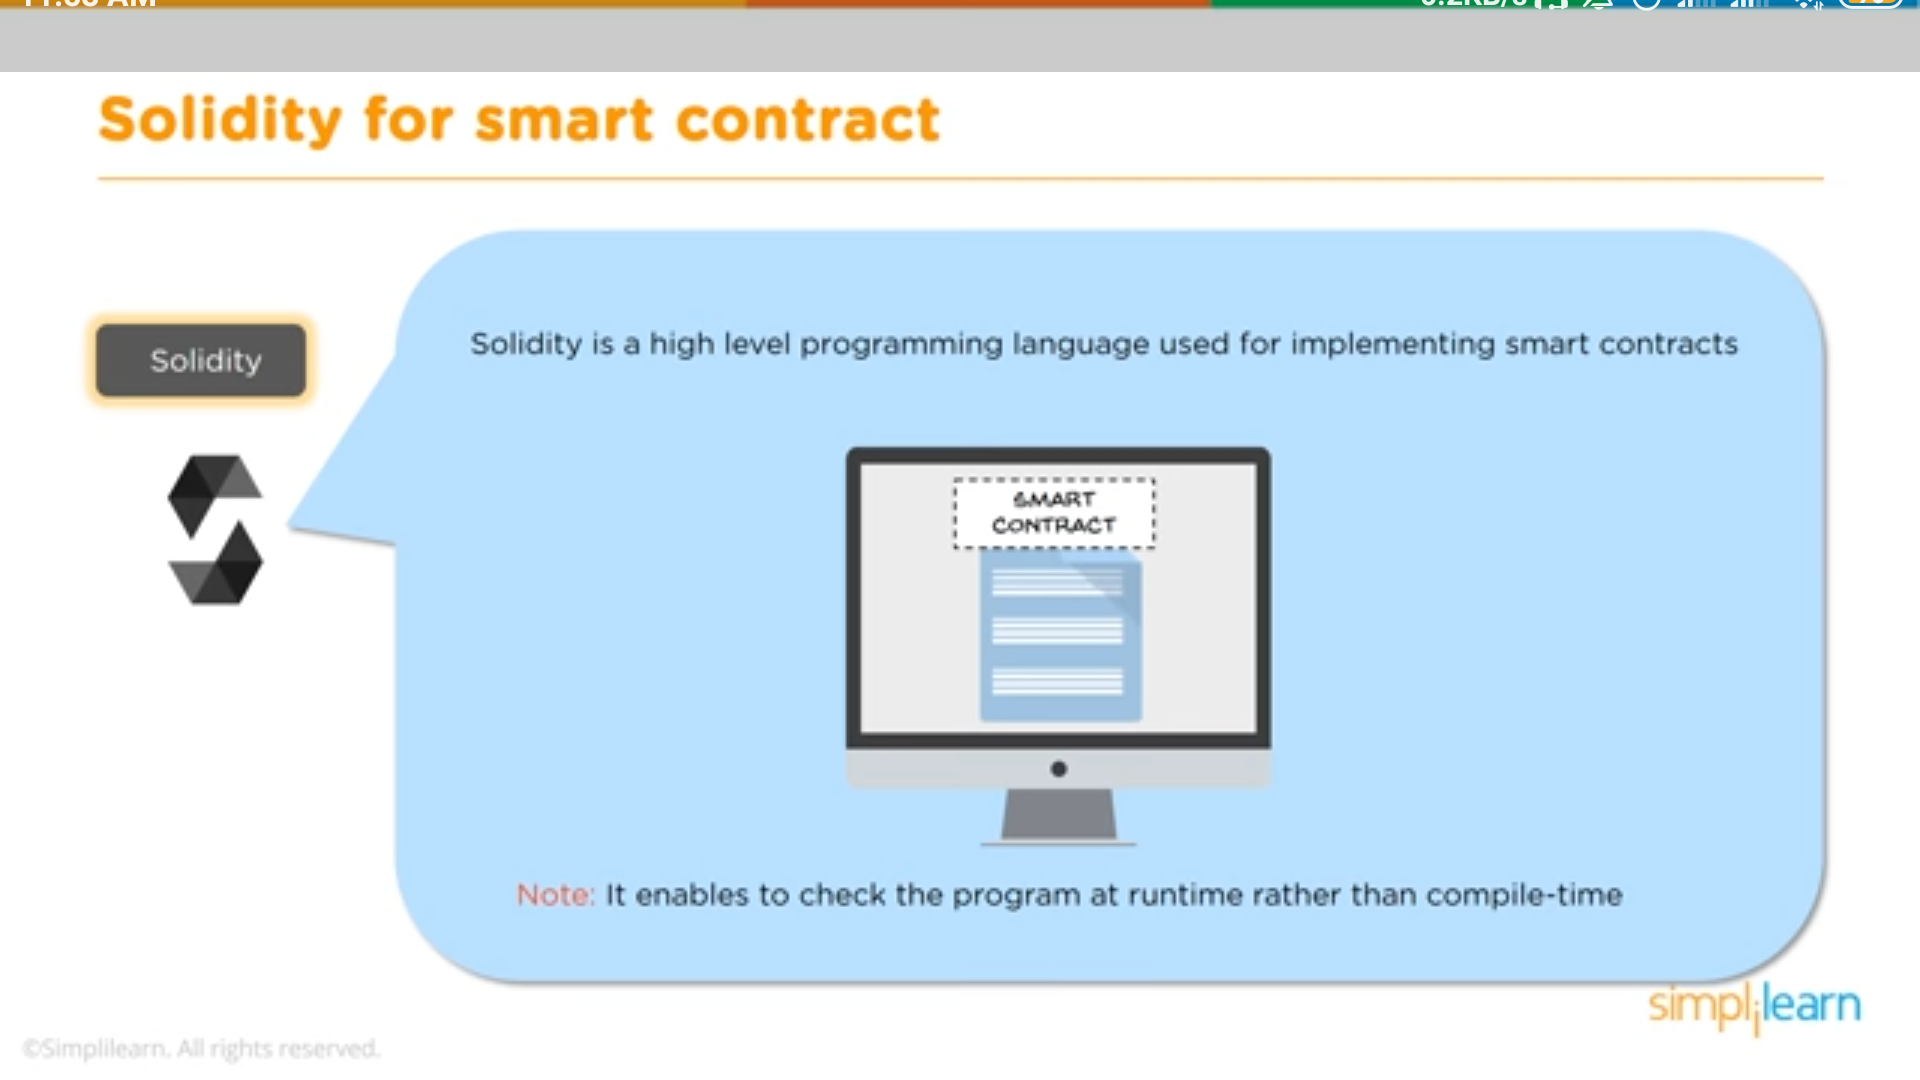 Solidity for smart contract
Solidity
Solidity is a high level programming language used for implementing smart contracts
SMART
CONTRACT
Note: It enables to check the program at runtime rather than compile-time
simplilearn
©Simplilearn. All rights reserved.